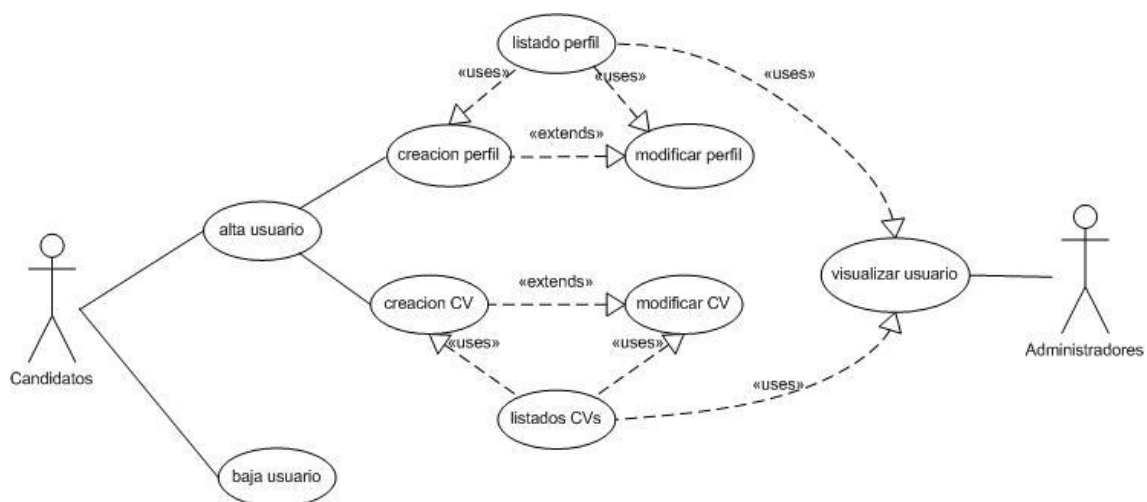 listado perfil
«uses»
«uses»
«uses»
creacion perfil
«extends»
modificar perfil
alta usuario
visualizar usuario
creacion CV
«extends»
modificar CV
«uses»
«uses»
Candidatos
Administradores
listados CVs
«uses»
baja usuario